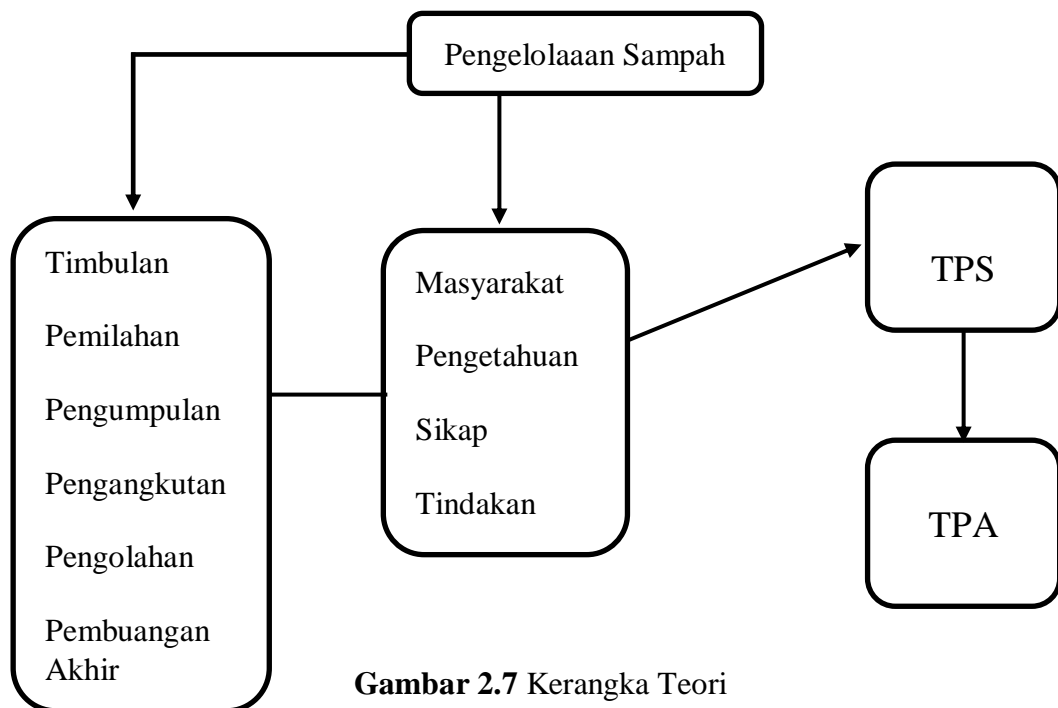 Pengelolaaan Sampah
Timbulan
Pemilahan
Pengumpulan
Pengangkutan
Pengolahan
Pembuangan
Akhir
Masyarakat
Pengetahuan
Sikap
Tindakan
TPS
TPA
Gambar 2.7 Kerangka Teori